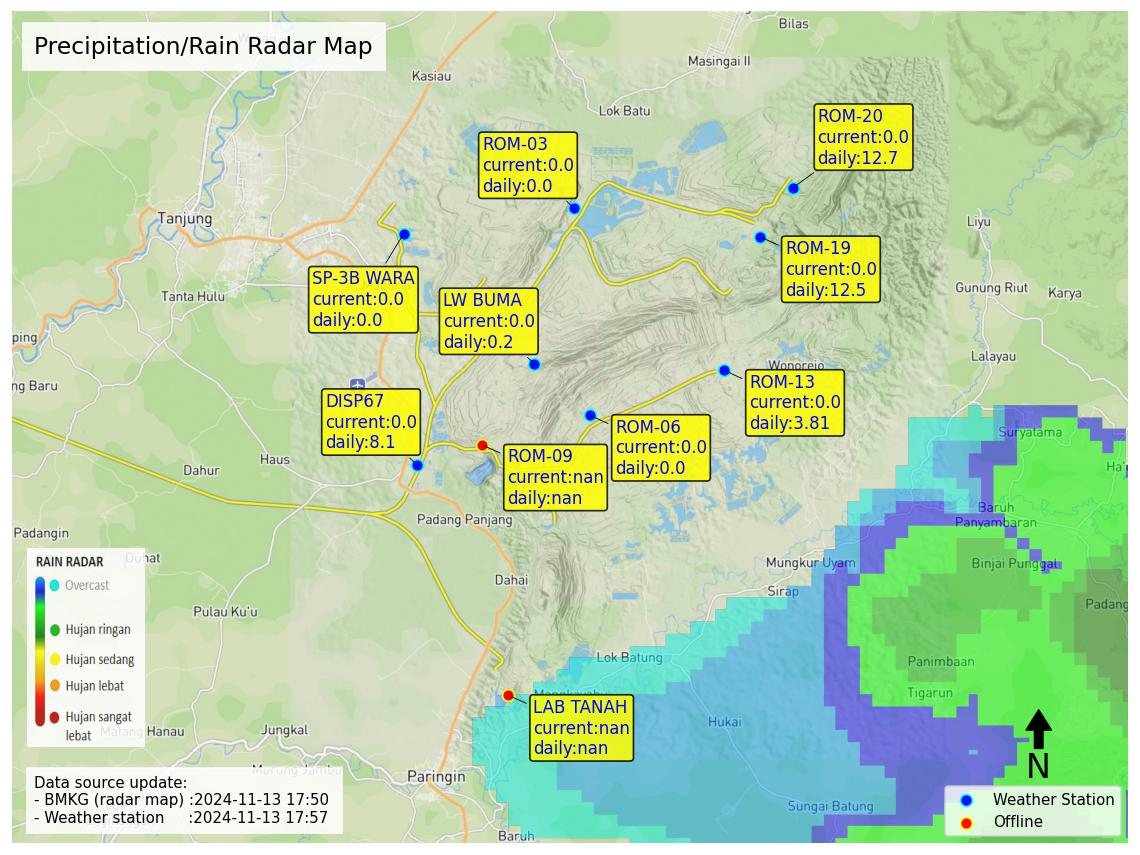 Precipitation/Rain Radar Map
Bilas
Masingai II
Kasiau
Lok Batu
ROM-20
current:0.0
daily:12.7
ROM-03
current:0.0
daily:0.0
Tanjung
Liyu
ROM-19
current:0.0
daily:12.5
SP-3B WARA
current:0.0
daily:0.0
Tanta Hulu
Gunung Riut
Karya
LW BUMA
current:0.0
daily:0.2
ping
Lalayau
Wonorejo
ng Baru
ROM-13
current:0.0
daily:3.81
DISP67
current:0.0
daily:8.1
ROM-06
current:0.0
daily:0.0
Suryatama
ROM-09
current:nan
daily:nan
Haus
Dahur
Ha'
Baruh
Panyambaran
Padang Panjang
Padangin
Duhat
Mungkur Uyam
Binjai Punggal
RAIN RADAR
Overcast
Hujan ringan
Hujan sedang
Hujan lebat
Hujan sangat
lebat
Dahai
Sirap
Padang
Pulau Ku'u
Lok Batung
Panimbaan
Tigarun
LAB TANAH
current:nan
daily:nan
Hukai
Matang Hanau
Jungkal
Murung Jambu
Paringin
N
Data source update:
- BMKG (radar map) :2024-11-13 17:50
- Weather station :2024-11-13 17:57
Sungai Batung
Baruh
Weather Station
Offline